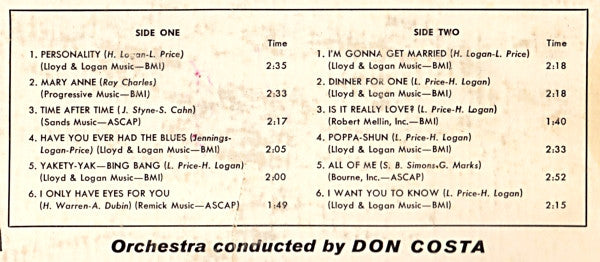 SIDE ONE
Time
1. PERSONALITY (H. Logan-L. Price)
(Lloyd & Logan Music—BMI) 2:35
2. MARY ANNE (Ray Charles)
(Progressive Music—BMI) 2:33
3. TIME AFTER TIME (J. Styne-S. Cahn)
(Sands Music—ASCAP) 2:17
4. HAVE YOU EVER HAD THE BLUES (Jennings-
Logan-Price) (Lloyd & Logan Music—BMI) 2:05
5. YAKETY-YAK—BING BANG (L. Price-H. Logan)
(Lloyd & Logan Music—BMI) 2:00
6. I ONLY HAVE EYES FOR YOU
(H. Warren-A. Dubin) (Remick Music—ASCAP) 1:49
SIDE TWO
Time
1. I'M GONNA GET MARRIED (H. Logan-L. Price)
(Lloyd & Logan Music—BMI) 2:18
2. DINNER FOR ONE (L. Price-H. Logan)
(Lloyd & Logan Music—BMI) 2:18
3. IS IT REALLY LOVE? (L. Price-H. Logan)
(Robert Mellin, Inc.—BMI) 1:40
4. POPPA-SHUN (L. Price-H. Logan)
(Lloyd & Logan Music—BMI) 2:33
5. ALL OF ME (S. B. Simons-G. Marks)
(Bourne, Inc.—ASCAP) 2:52
6. I WANT YOU TO KNOW (L. Price-H. Logan)
(Lloyd & Logan Music—BMI) 2:15
Orchestra conducted by DON COSTA